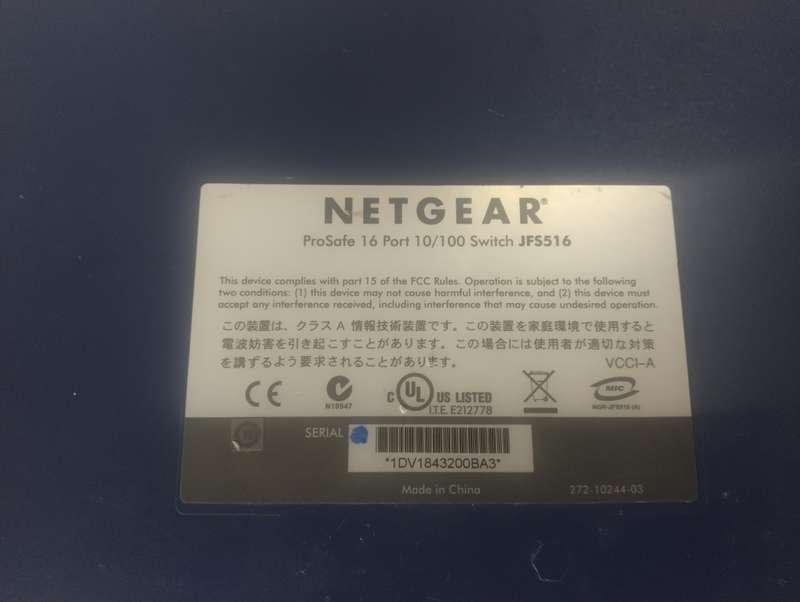 NETGEAR®
ProSafe 16 Port 10/100 Switch JFS516
This device complies with part 15 of the FCC Rules. Operation is subject to the following
two conditions: (1) this device may not cause harmful interference, and (2) this device must
accept any interference received, including interference that may cause undesired operation.
この装置は、クラス A 情報技術装置です。この装置を家庭環境で使用すると
電波妨害を引き起こすことがあります。この場合には使用者が適切な対策
を講ずるよう要求されることがあります。
VCCI-A
CE
N10947
C UL US LISTED
I.T.E. E212778
MIC
NGR-JFS516 (A)
SERIAL
*1DV1843200BA3*
Made in China
272-10244-03